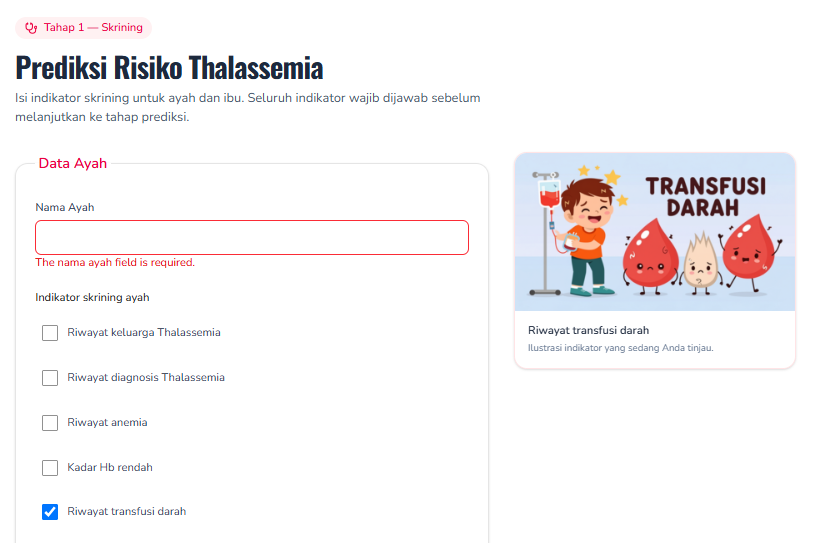 Tahap 1 — Skrining
Prediksi Risiko Thalassemia
Isi indikator skrining untuk ayah dan ibu. Seluruh indikator wajib dijawab sebelum
melanjutkan ke tahap prediksi.
Data Ayah
Nama Ayah
The nama ayah field is required.
Indikator skrining ayah
Riwayat keluarga Thalassemia
Riwayat diagnosis Thalassemia
Riwayat anemia
Kadar Hb rendah
Riwayat transfusi darah
TRANSFUSI
DARAH
Riwayat transfusi darah
Ilustrasi indikator yang sedang Anda tinjau.